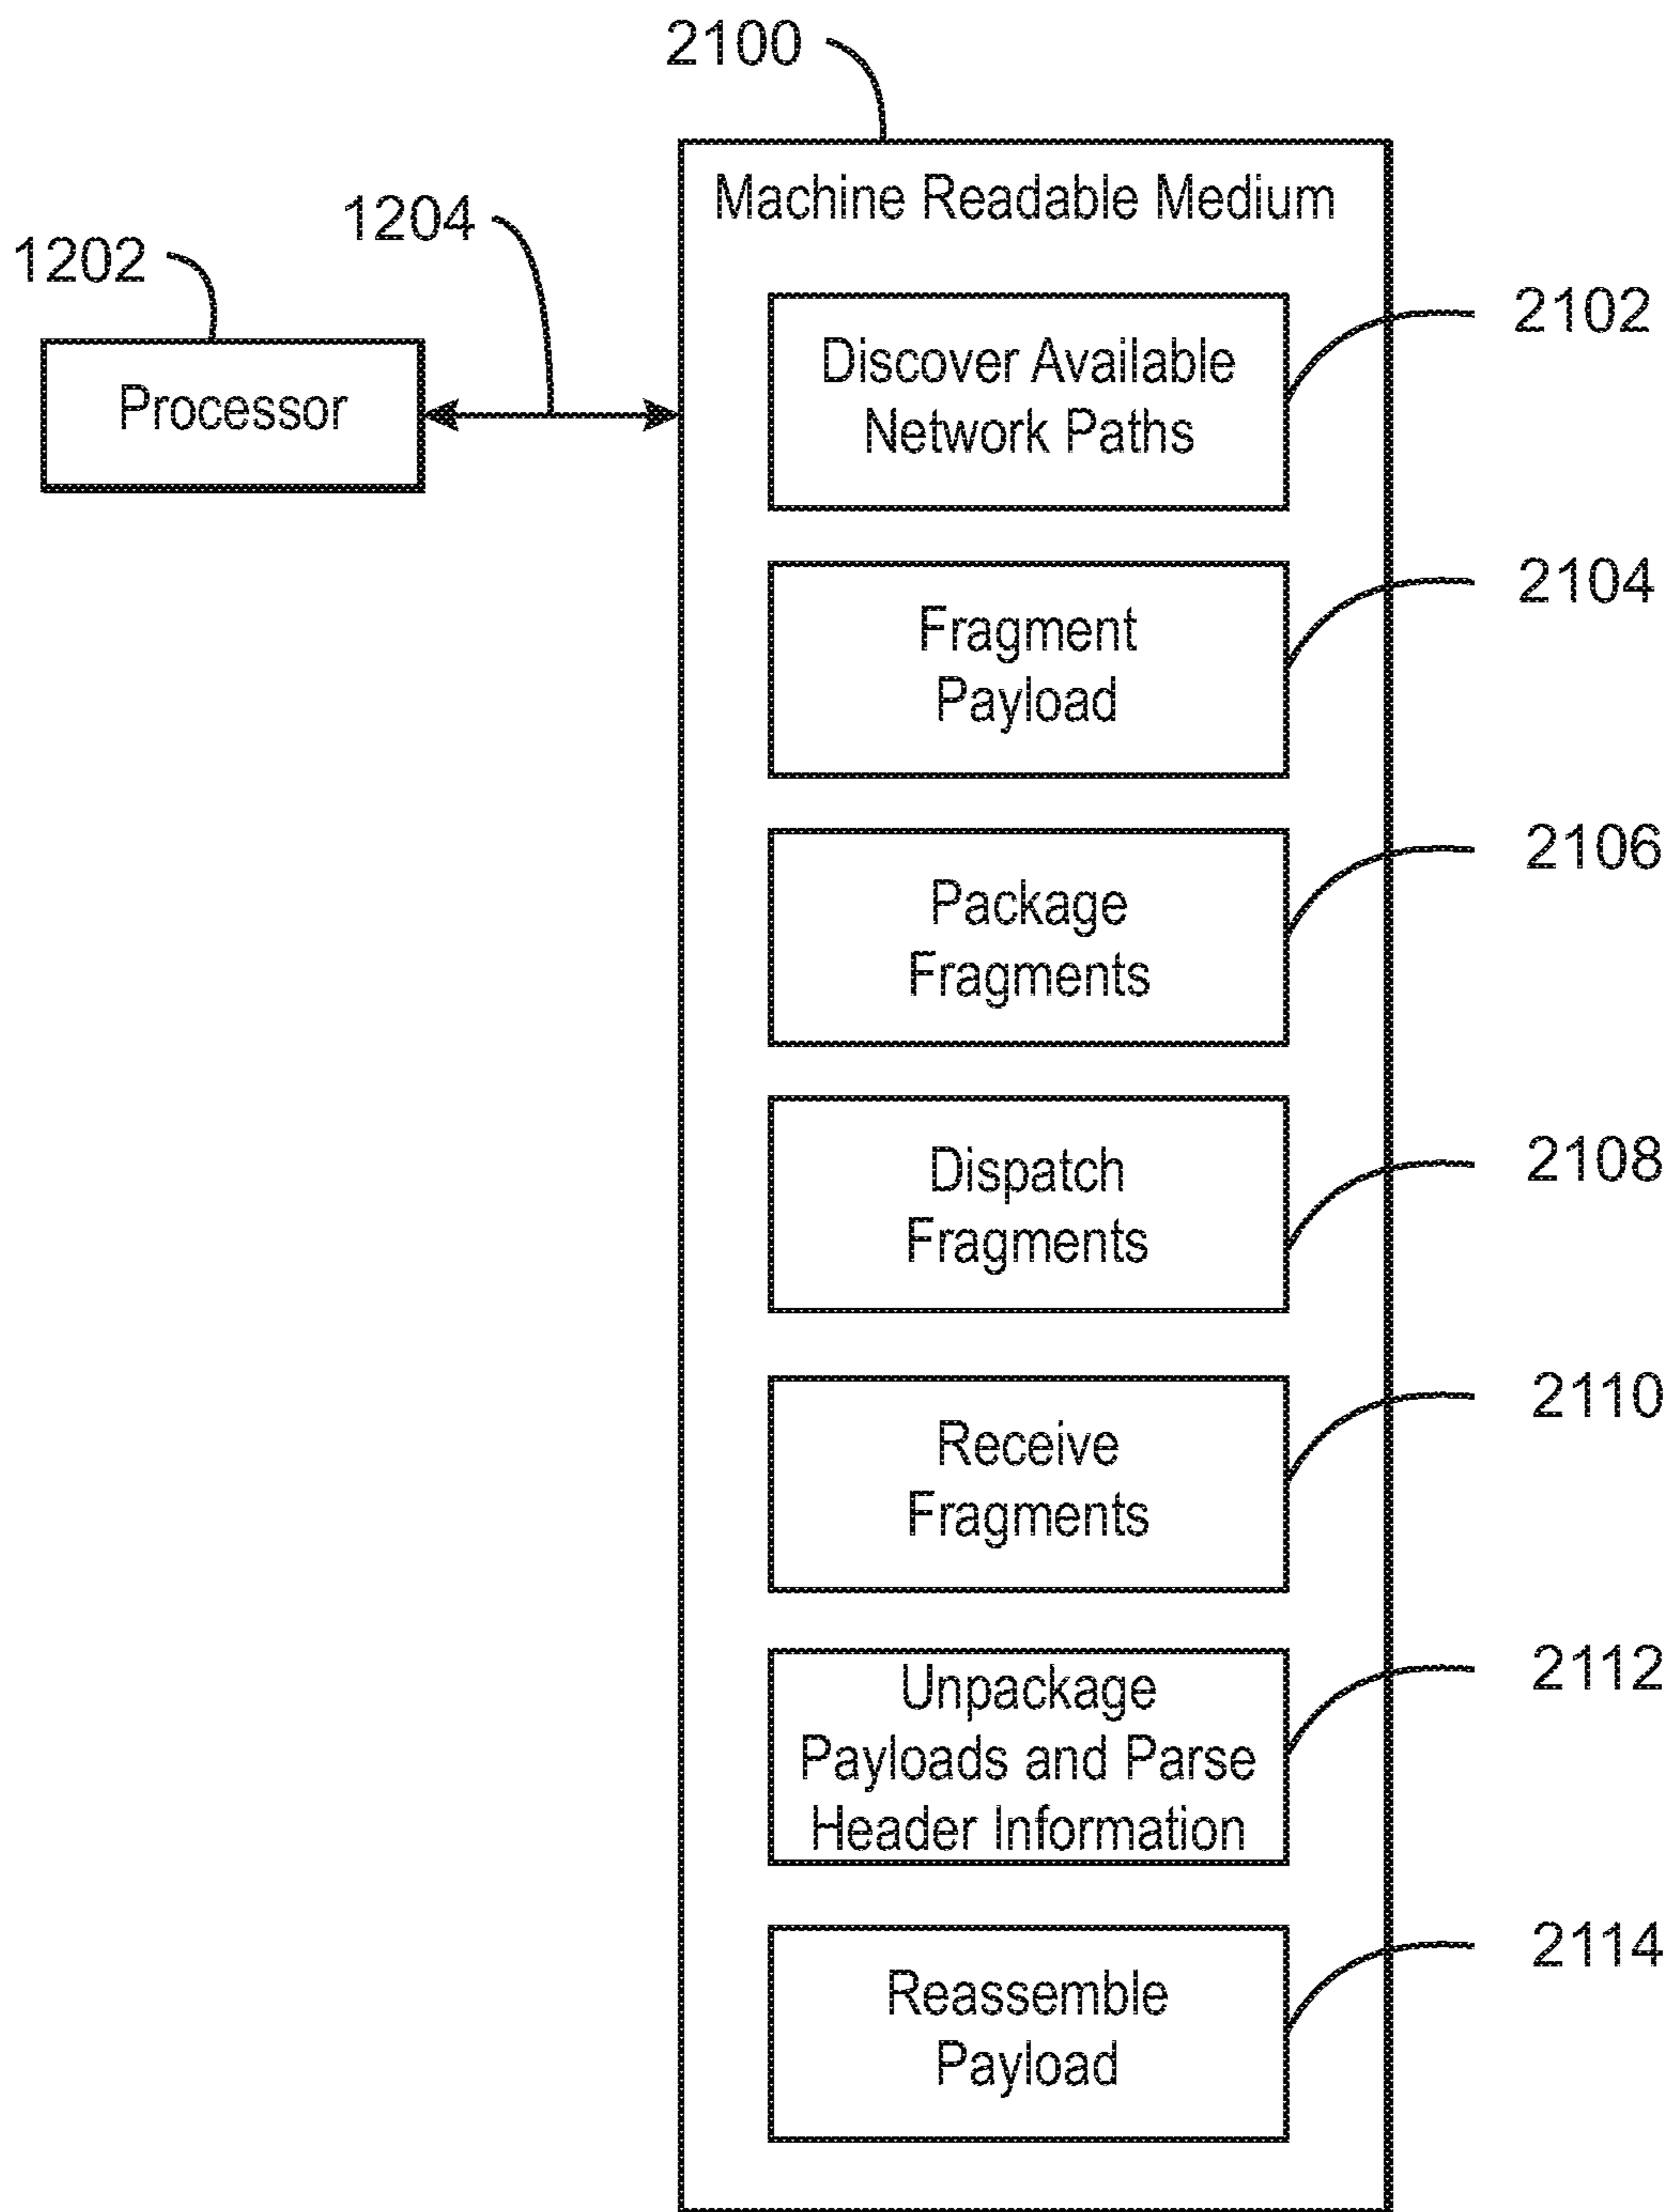 2100
Machine Readable Medium
1204
1202
Processor
Discover Available
Network Paths
2102
Fragment
Payload
2104
Package
Fragments
2106
Dispatch
Fragments
2108
Receive
Fragments
2110
Unpackage
Payloads and Parse
Header Information
2112
Reassemble
Payload
2114